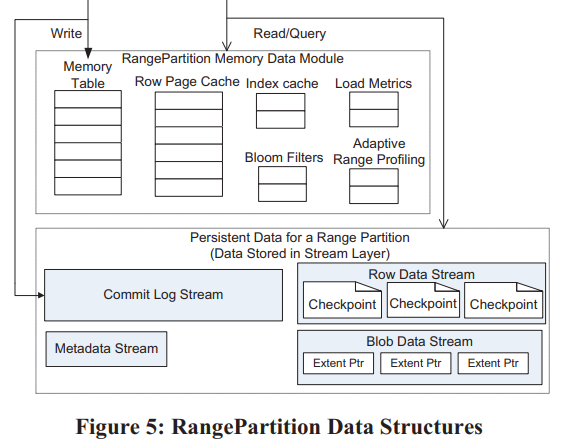 Write
Read/Query
RangePartition Memory Data Module
Memory
Table
Row Page Cache
Index cache
Load Metrics
Bloom Filters
Adaptive
Range Profiling
Persistent Data for a Range Partition
(Data Stored in Stream Layer)
Commit Log Stream
Row Data Stream
Checkpoint
Checkpoint
Checkpoint
Metadata Stream
Blob Data Stream
Extent Ptr
Extent Ptr
Extent Ptr
Figure 5: RangePartition Data Structures